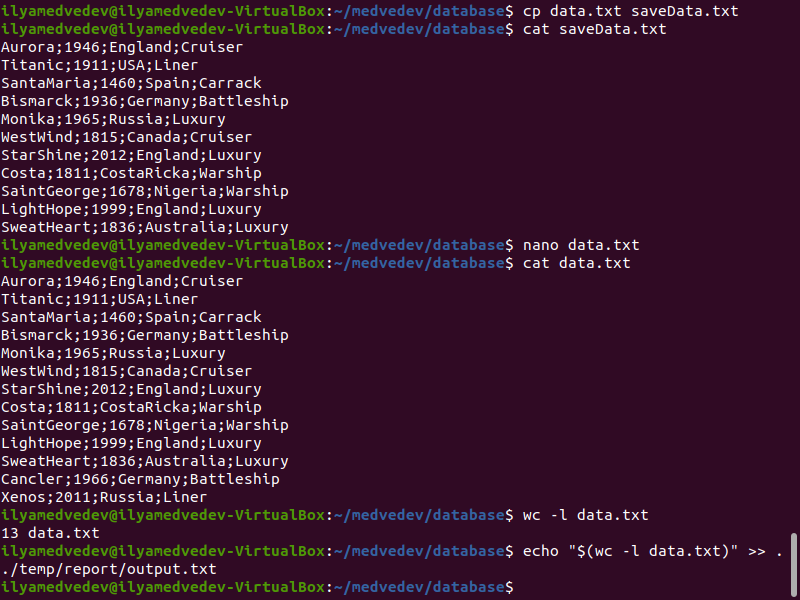 ilyamedvedev@ilyamedvedev-VirtualBox:~/medvedev/database$ cp data.txt saveData.txt
ilyamedvedev@ilyamedvedev-VirtualBox:~/medvedev/database$ cat saveData.txt
Aurora;1946;England;Cruiser
Titanic;1911;USA;Liner
SantaMaria;1460;Spain;Carrack
Bismarck;1936;Germany;Battleship
Monika;1965;Russia;Luxury
WestWind;1815;Canada;Cruiser
StarShine;2012;England;Luxury
Costa;1811;CostaRicka;Warship
SaintGeorge;1678;Nigeria;Warship
LightHope;1999;England;Luxury
SweatHeart;1836;Australia;Luxury
ilyamedvedev@ilyamedvedev-VirtualBox:~/medvedev/database$ nano data.txt
ilyamedvedev@ilyamedvedev-VirtualBox:~/medvedev/database$ cat data.txt
Aurora;1946;England;Cruiser
Titanic;1911;USA;Liner
SantaMaria;1460;Spain;Carrack
Bismarck;1936;Germany;Battleship
Monika;1965;Russia;Luxury
WestWind;1815;Canada;Cruiser
StarShine;2012;England;Luxury
Costa;1811;CostaRicka;Warship
SaintGeorge;1678;Nigeria;Warship
LightHope;1999;England;Luxury
SweatHeart;1836;Australia;Luxury
Cancler;1966;Germany;Battleship
Xenos;2011;Russia;Liner
ilyamedvedev@ilyamedvedev-VirtualBox:~/medvedev/database$ wc -l data.txt
13 data.txt
ilyamedvedev@ilyamedvedev-VirtualBox:~/medvedev/database$ echo "$(wc -l data.txt)" >> .
./temp/report/output.txt
ilyamedvedev@ilyamedvedev-VirtualBox:~/medvedev/database$